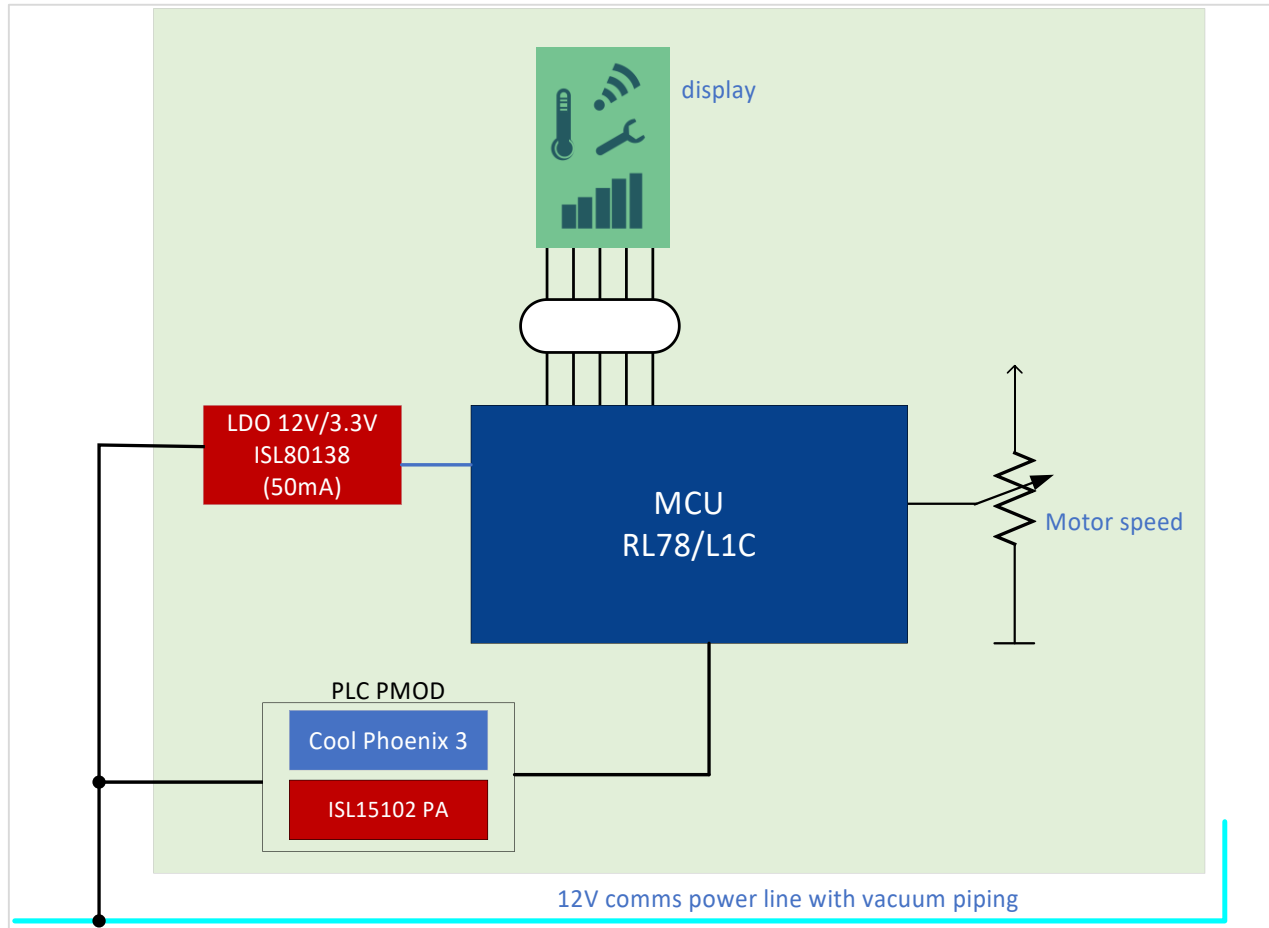 display
LDO 12V/3.3V
ISL80138
(50mA)
MCU
RL78/L1C
Motor speed
PLC PMOD
Cool Phoenix 3
ISL15102 PA
12V comms power line with vacuum piping